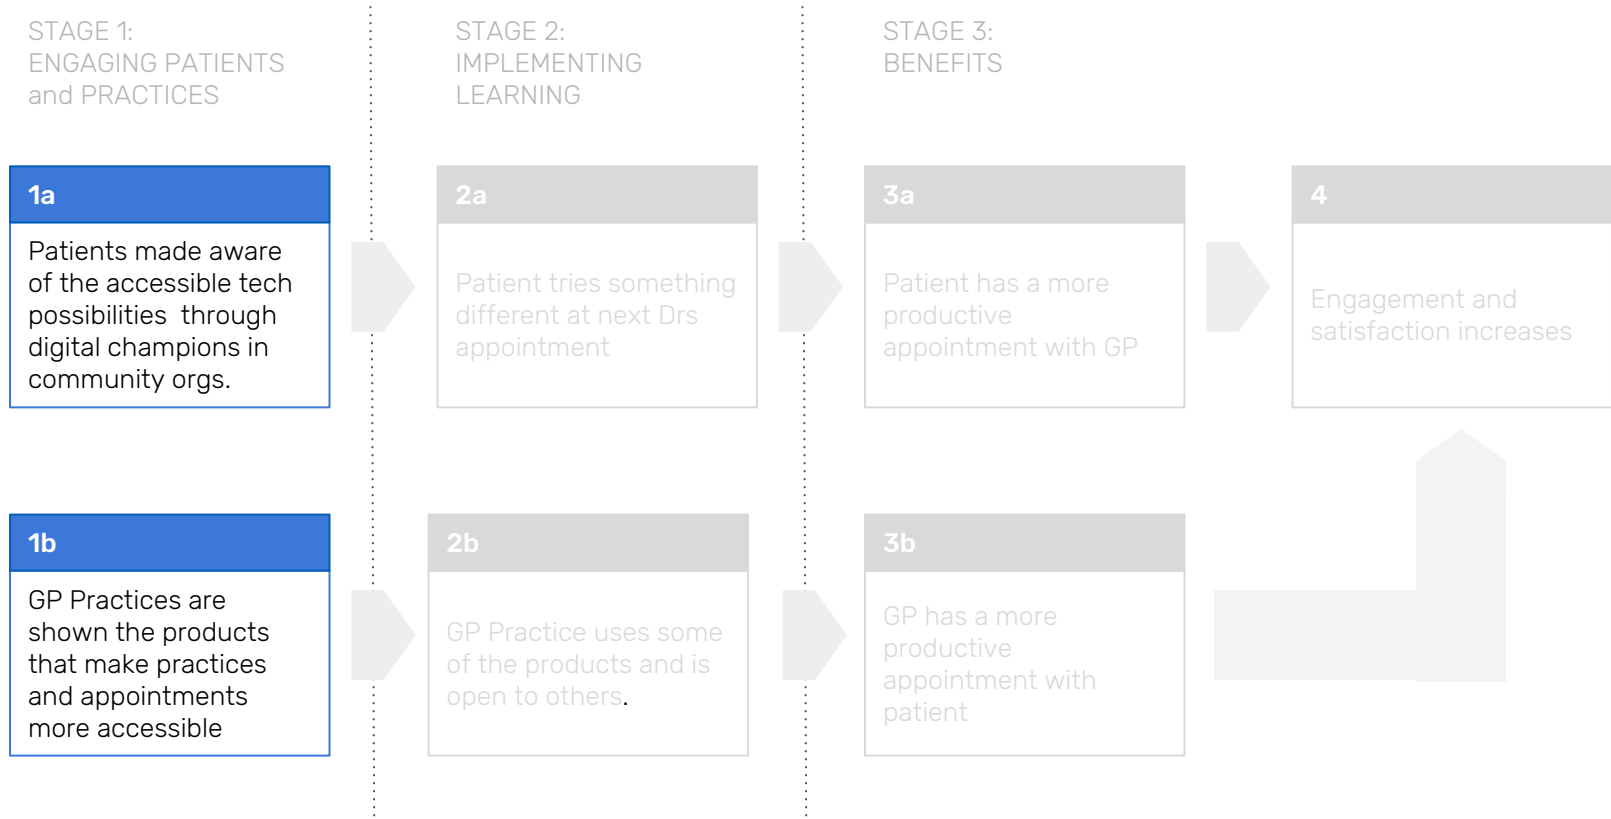 STAGE 1:
ENGAGING PATIENTS
and PRACTICES
STAGE 2:
IMPLEMENTING
LEARNING
STAGE 3:
BENEFITS
1a
Patients made aware
of the accessible tech
possibilities  through
digital champions in
community orgs.
2a
Patient tries something
different at next Drs
appointment
3a
Patient has a more
productive
appointment with GP
4
Engagement and
satisfaction increases
1b
GP Practices are
shown the products
that make practices
and appointments
more accessible
2b
GP Practice uses some
of the products and is
open to others.
3b
GP has a more
productive
appointment with
patient